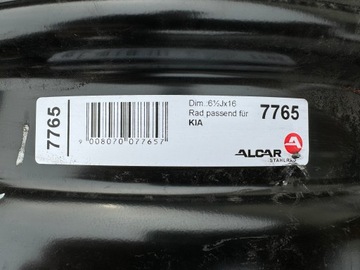 7765
9 008070 077657
Dim.:6½Jx16
Rad passend für
KIA
7765
ALCAR
STAHLRAD